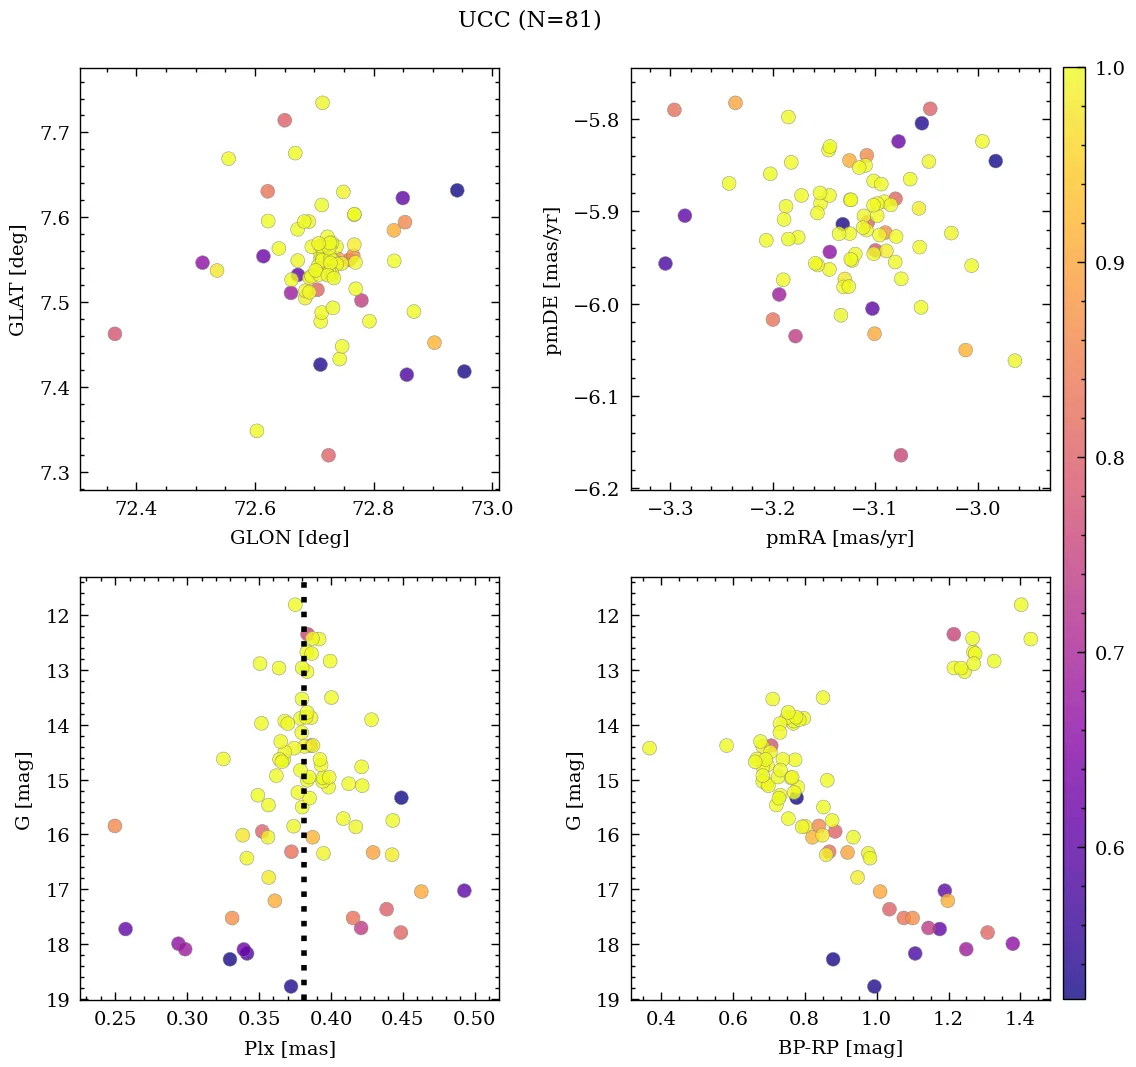 UCC (N=81)
7.7
7.6
7.5
7.4
7.3
GLAT [deg]
72.4 72.6 72.8 73.0
GLON [deg]
−5.8
−5.9
−6.0
−6.1
−6.2
pmDE [mas/yr]
−3.3 −3.2 −3.1 −3.0
pmRA [mas/yr]
1.0
0.9
0.8
0.7
0.6
12
13
14
15
16
17
18
19
G [mag]
0.25 0.30 0.35 0.40 0.45 0.50
Plx [mas]
12
13
14
15
16
17
18
19
G [mag]
0.4 0.6 0.8 1.0 1.2 1.4
BP-RP [mag]